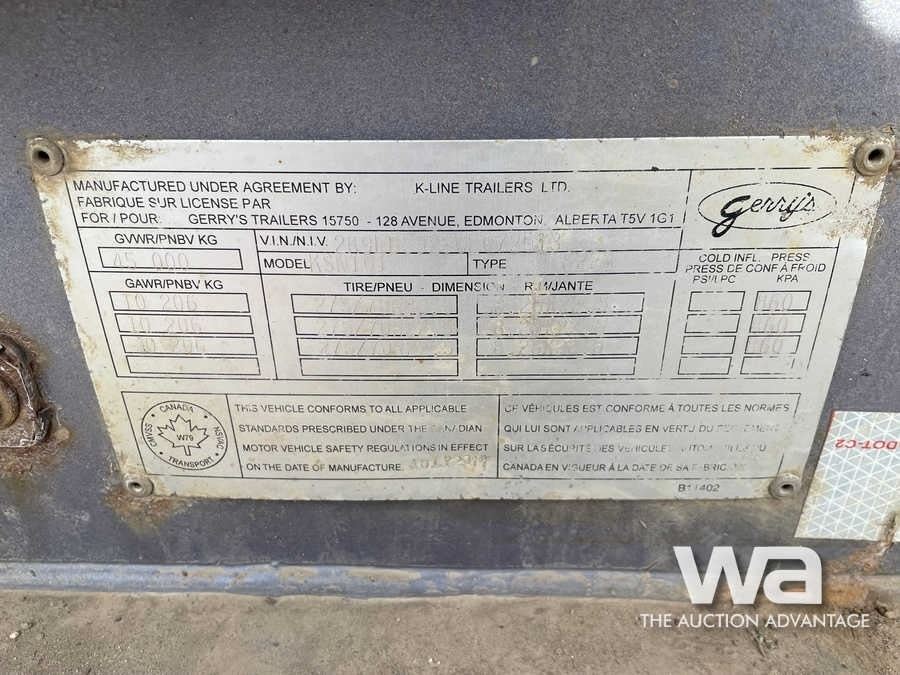 MANUFACTURED UNDER AGREEMENT BY: K-LINE TRAILERS LTD.
FABRIQUE SUR LICENSE PAR
FOR / POUR: GERRY'S TRAILERS 15750 - 128 AVENUE, EDMONTON, ALBERTA T5V 1G1
Gerry's
GVWR/PNBV KG
45 000
V.I.N./N.I.V.
MODEL
TYPE
COLD INFL. PRESS
PRESS DE CONF À FROID
PSI/LPC KPA
GAWR/PNBV KG
TIRE/PNEU - DIMENSION RIM/JANTE
10 206
10 206
10 206
CANADA
CMVSS
W79
NSVAC
TRANSPORT
THIS VEHICLE CONFORMS TO ALL APPLICABLE
STANDARDS PRESCRIBED UNDER THE CANADIAN
MOTOR VEHICLE SAFETY REGULATIONS IN EFFECT
ON THE DATE OF MANUFACTURE.
CE VÉHICULES EST CONFORME À TOUTES LES NORMES
QUI LUI SONT APPLICABLES EN VERTU DU
SUR LA SÉCURITÉ DES VEHICULES AUTOMOBILES DU
CANADA EN VIGUEUR À LA DATE DE SA
DOT-C2
wa
THE AUCTION ADVANTAGE